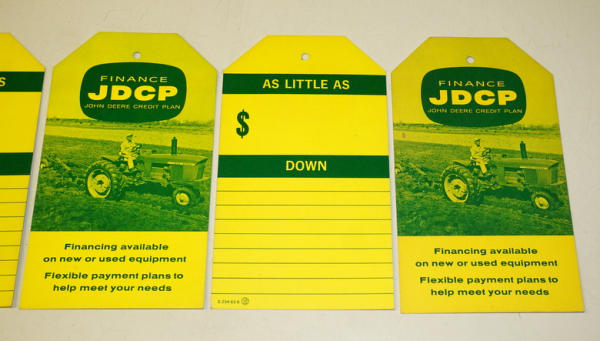 S
FINANCE
JDCP
JOHN DEERE CREDIT PLAN
Financing available
on new or used equipment
Flexible payment plans to
help meet your needs
AS LITTLE AS
$
DOWN
FINANCE
JDCP
JOHN DEERE CREDIT PLAN
Financing available
on new or used equipment
Flexible payment plans to
help meet your needs